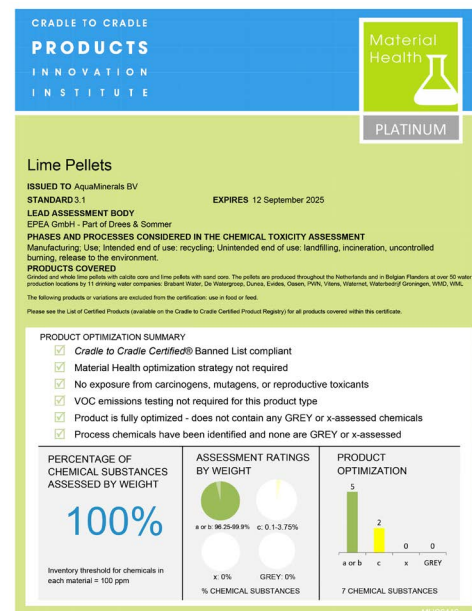 CRADLE TO CRADLE
PRODUCTS
INNOVATION
INSTITUTE
Material
Health
PLATINUM
Lime Pellets
ISSUED TO AquaMinerals BV
STANDARD 3.1 EXPIRES 12 September 2025
LEAD ASSESSMENT BODY
EPEA GmbH - Part of Drees & Sommer
PHASES AND PROCESSES CONSIDERED IN THE CHEMICAL TOXICITY ASSESSMENT
Manufacturing; Use; Intended end of use: recycling; Unintended end of use: landfilling, incineration, uncontrolled
burning, release to the environment.
PRODUCTS COVERED
Grinded and whole lime pellets with calcite core and lime pellets with sand core. The pellets are produced throughout the Netherlands and in Belgian Flanders at over 50 water
production locations by 11 drinking water companies: Brabant Water, De Watergroep, Dunea, Evides, Oasen, PWN, Vitens, Waternet, Waterbedrijf Groningen, WMD, WML
The following products or variations are excluded from the certification: use in food or feed.
Please see the List of Certified Products (available on the Cradle to Cradle Certified Product Registry) for all products covered within this certificate.
PRODUCT OPTIMIZATION SUMMARY
Cradle to Cradle Certified® Banned List compliant
Material Health optimization strategy not required
No exposure from carcinogens, mutagens, or reproductive toxicants
VOC emissions testing not required for this product type
Product is fully optimized - does not contain any GREY or x-assessed chemicals
Process chemicals have been identified and none are GREY or x-assessed
PERCENTAGE OF
CHEMICAL SUBSTANCES
ASSESSED BY WEIGHT
100%
Inventory threshold for chemicals in
each material = 100 ppm
ASSESSMENT RATINGS
BY WEIGHT
a or b: 96.25-99.9% c: 0.1-3.75%
x: 0% GREY: 0%
% CHEMICAL SUBSTANCES
PRODUCT
OPTIMIZATION
5
2
0 0
a or b c x GREY
7 CHEMICAL SUBSTANCES